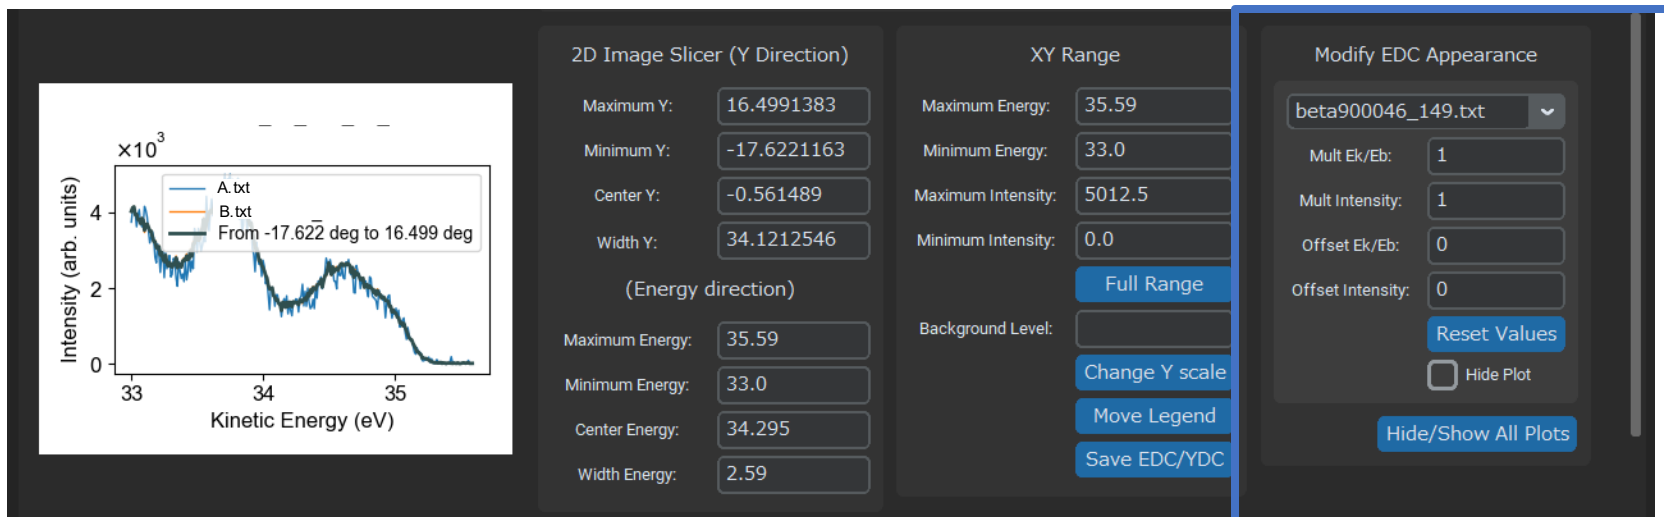 ×10³
Intensity (arb. units)
4
2
0
A.txt
B.txt
From -17.622 deg to 16.499 deg
33
34
35
Kinetic Energy (eV)
2D Image Slicer (Y Direction)
Maximum Y: 16.4991383
Minimum Y: -17.6221163
Center Y: -0.561489
Width Y: 34.1212546
(Energy direction)
Maximum Energy: 35.59
Minimum Energy: 33.0
Center Energy: 34.295
Width Energy: 2.59
XY Range
Maximum Energy: 35.59
Minimum Energy: 33.0
Maximum Intensity: 5012.5
Minimum Intensity: 0.0
Full Range
Background Level:
Change Y scale
Move Legend
Save EDC/YDC
Modify EDC Appearance
beta900046_149.txt
Mult Ek/Eb: 1
Mult Intensity: 1
Offset Ek/Eb: 0
Offset Intensity: 0
Reset Values
Hide Plot
Hide/Show All Plots